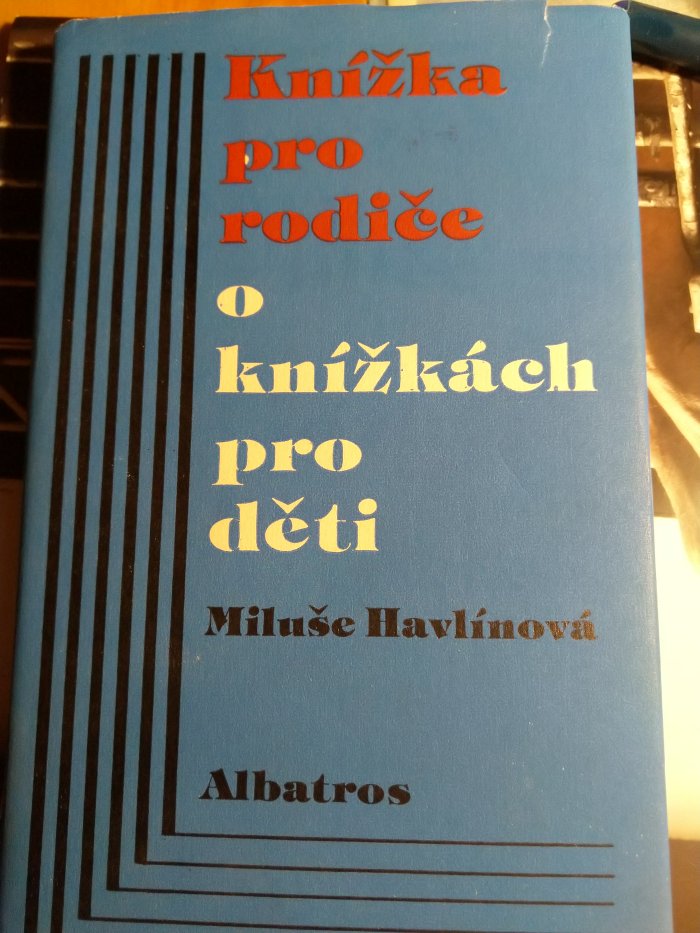 Knížka
pro
rodiče
o
knížkách
pro
děti
Miluše Havlínová
Albatros